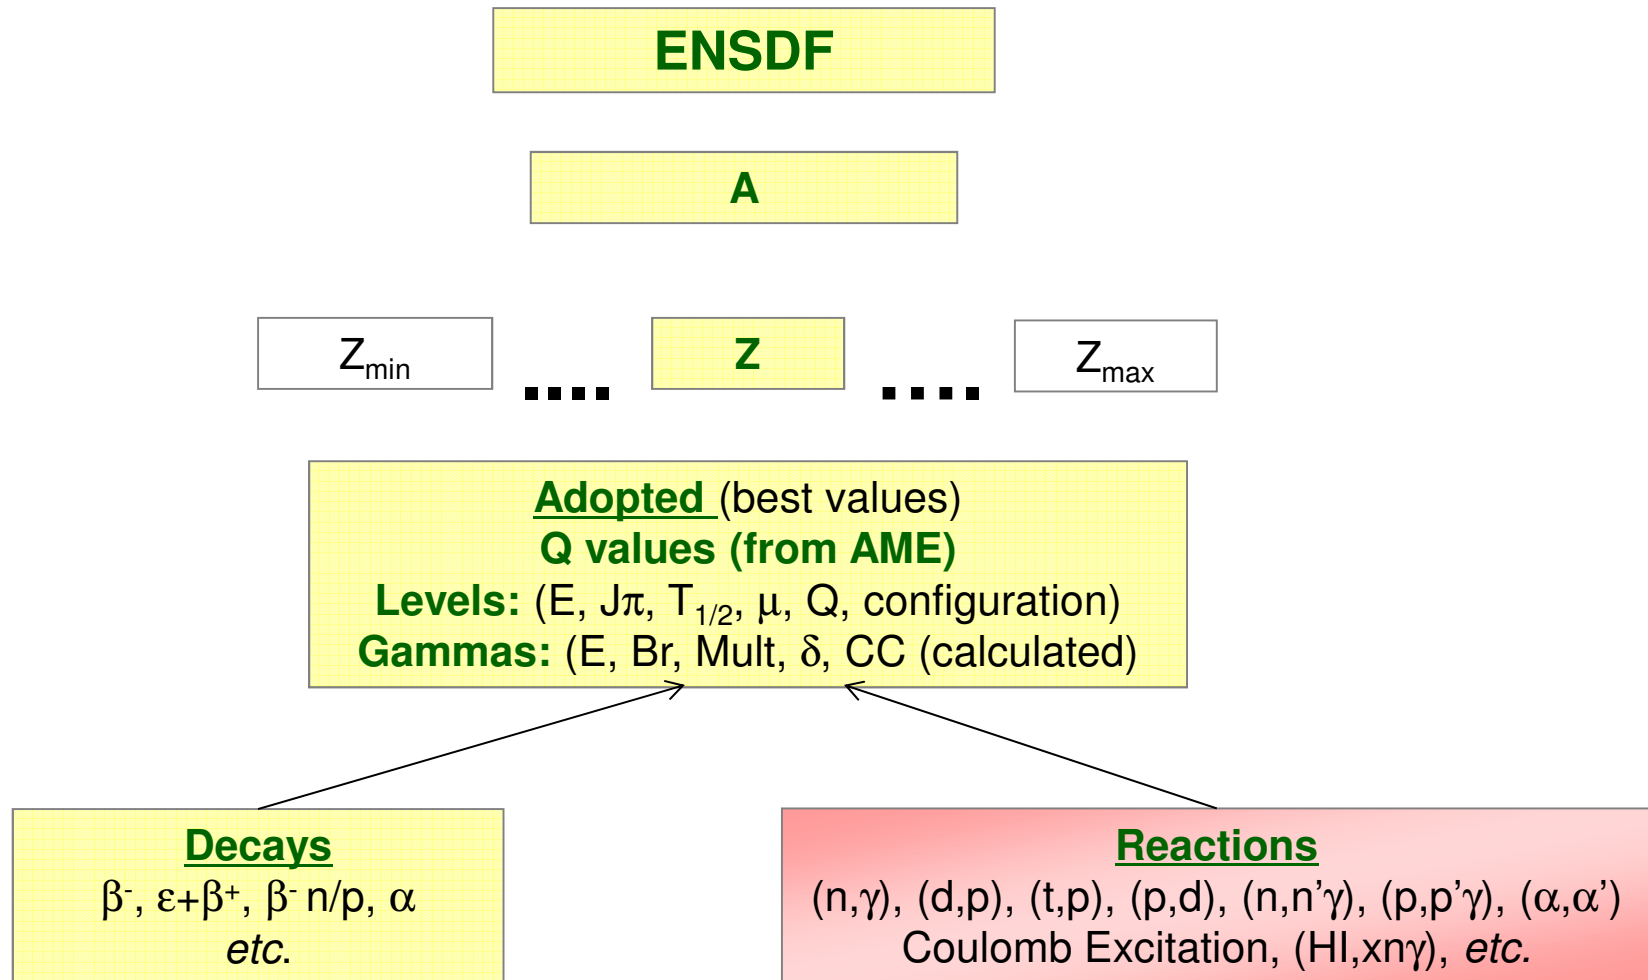 ENSDF
A
Zmin
Z
Zmax
Adopted (best values)
Q values (from AME)
Levels: (E, Jπ, T1/2, μ, Q, configuration)
Gammas: (E, Br, Mult, δ, CC (calculated)
Decays
β-, ε+β+, β- n/p, α
etc.
Reactions
(n,γ), (d,p), (t,p), (p,d), (n,n’γ), (p,p’γ), (α,α’)
Coulomb Excitation, (HI,xnγ), etc.